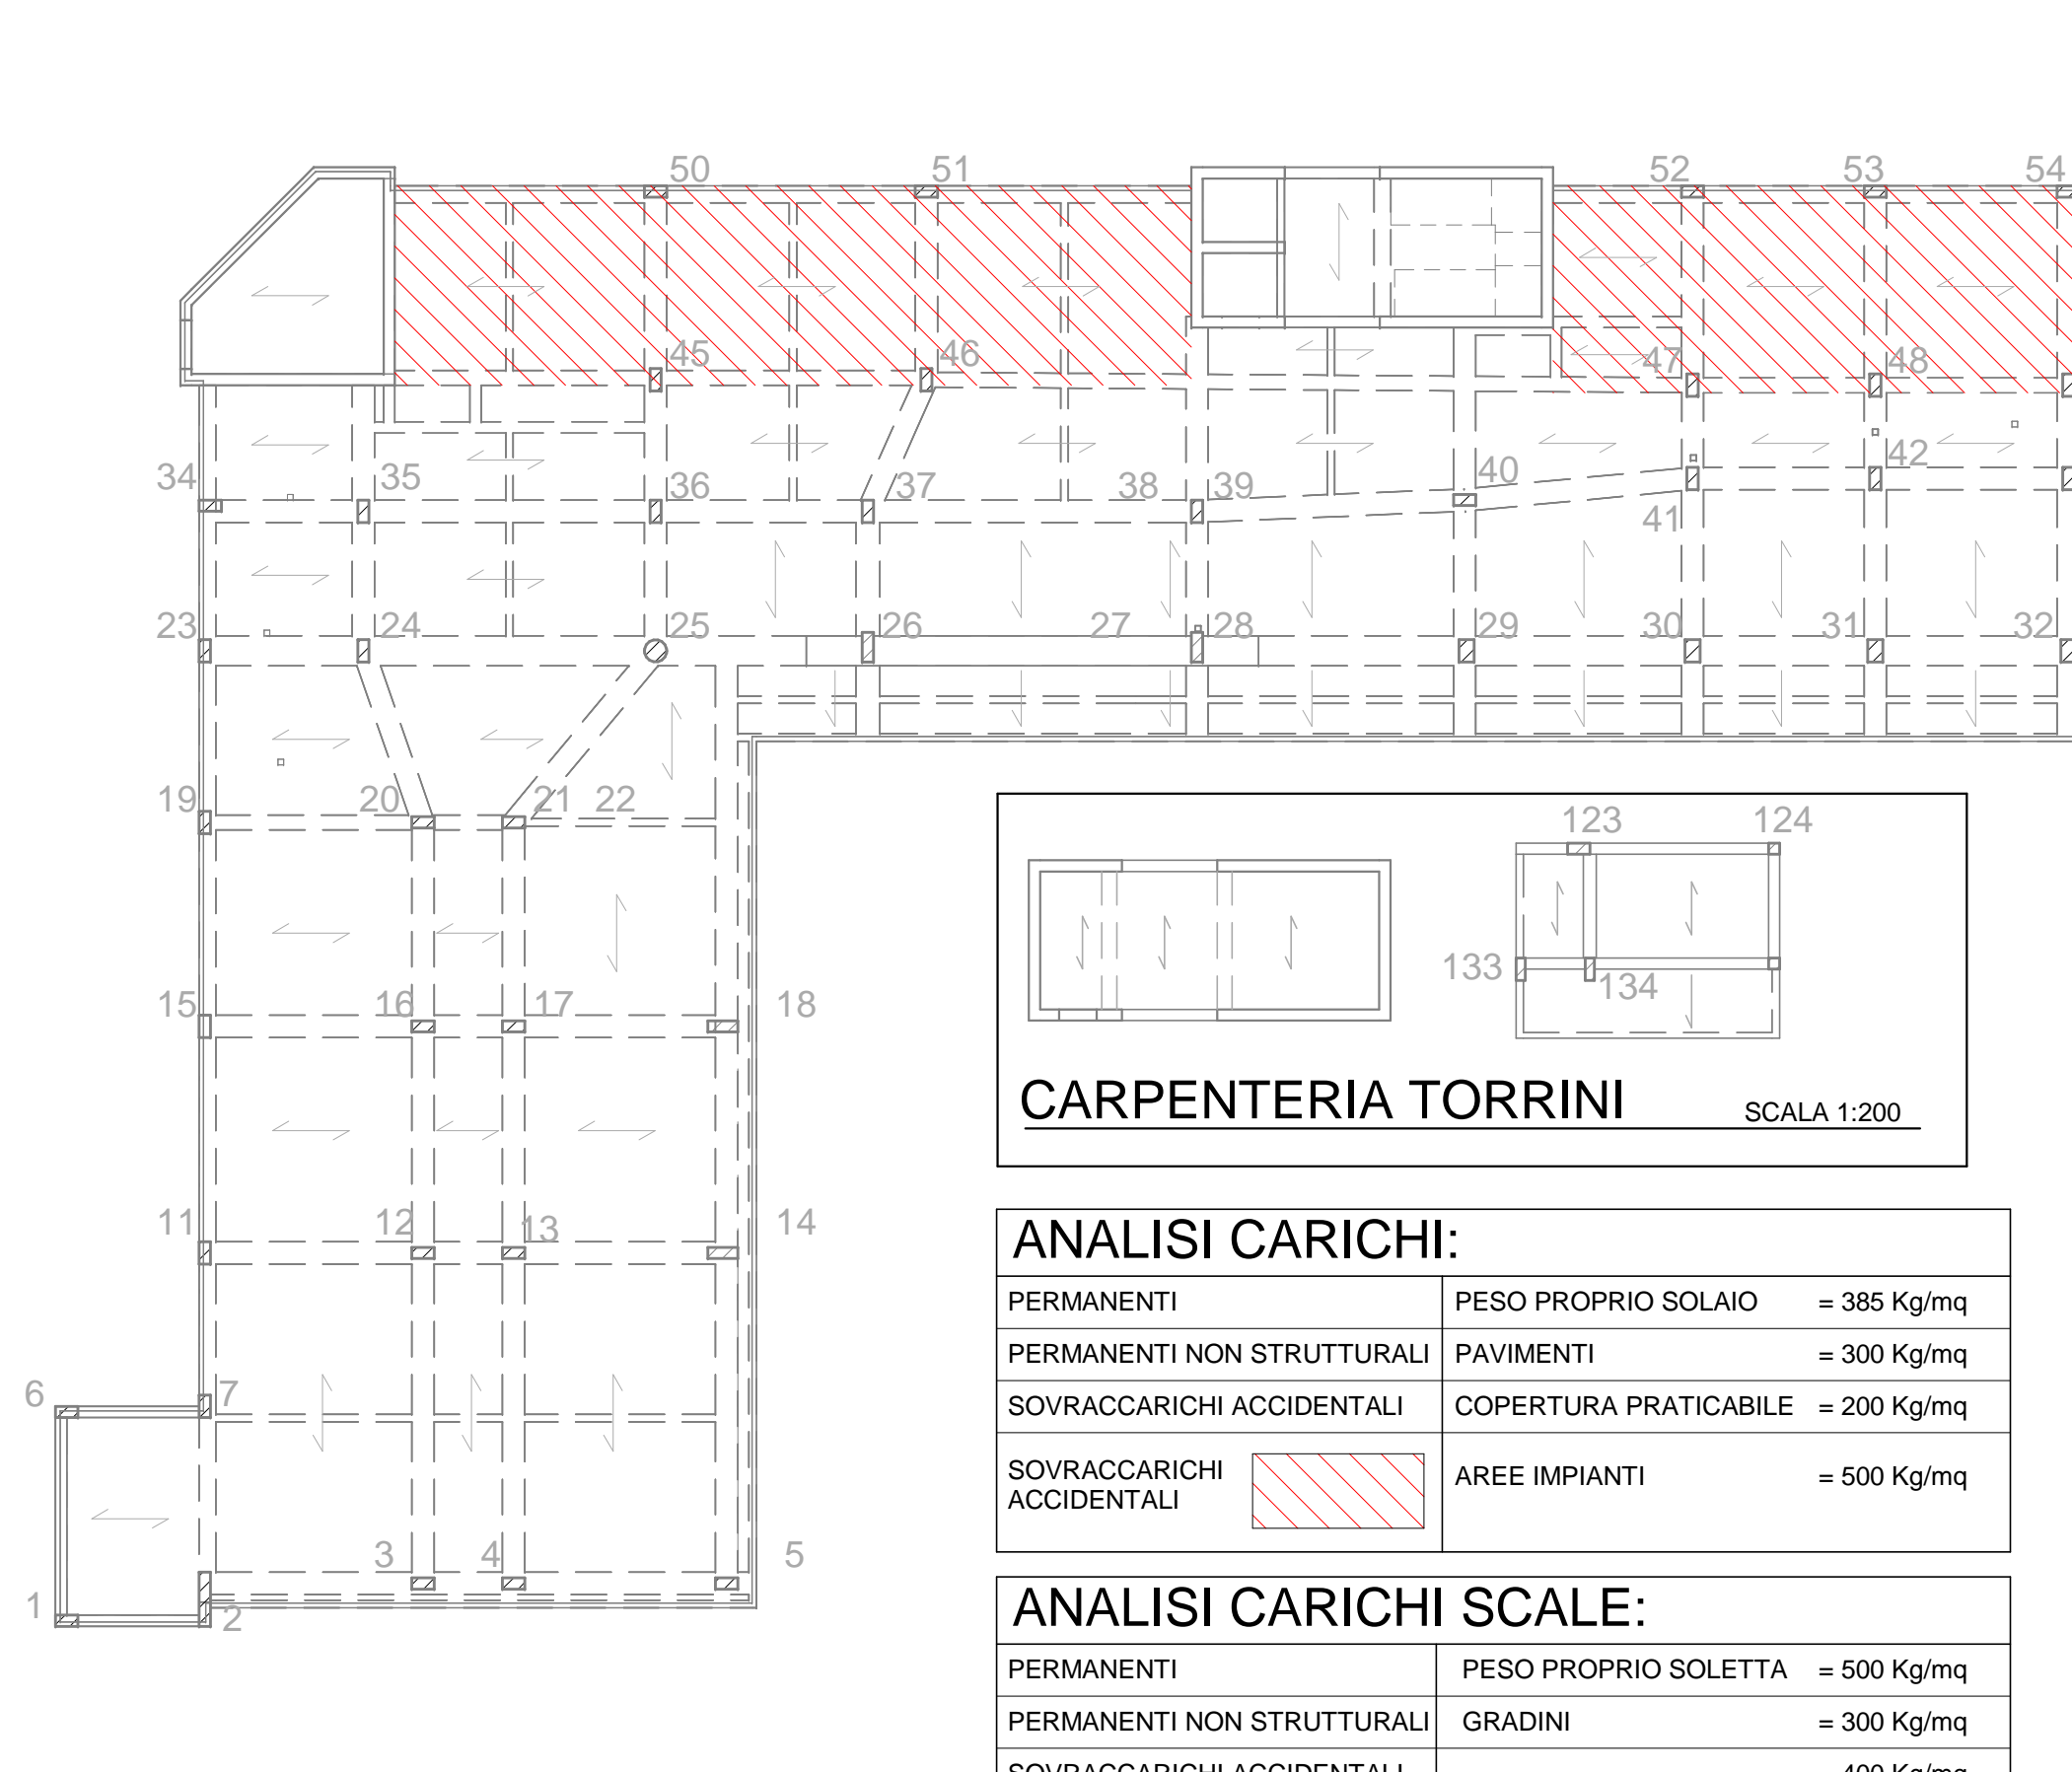 50 51 52 53 54
45 46 47 48
34 35 36 37 38 39 40 42
41
23 24 25 26 27 28 29 30 31 32
19 20 21 22
123 124
133 134
15 16 17 18
CARPENTERIA TORRINI SCALA 1:200
11 12 13 14
6 7
3 4 5
1 2
ANALISI CARICHI:
PERMANENTI PESO PROPRIO SOLAIO = 385 Kg/mq
PERMANENTI NON STRUTTURALI PAVIMENTI = 300 Kg/mq
SOVRACCARICHI ACCIDENTALI COPERTURA PRATICABILE = 200 Kg/mq
SOVRACCARICHI
ACCIDENTALI AREE IMPIANTI = 500 Kg/mq
ANALISI CARICHI SCALE:
PERMANENTI PESO PROPRIO SOLETTA = 500 Kg/mq
PERMANENTI NON STRUTTURALI GRADINI = 300 Kg/mq
SOVRACCARICHI ACCIDENTALI 400 Kg/mq